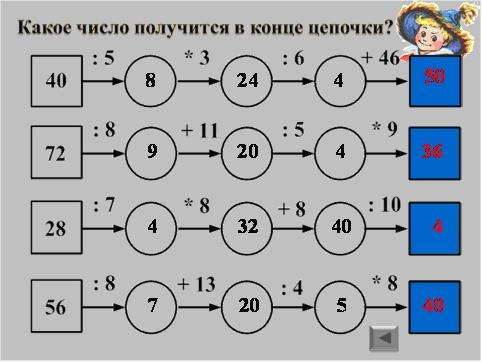 Какое число получится в конце цепочки?
: 5 * 3 : 6 + 46
40 8 24 4 50
: 8 + 11 : 5 * 9
72 9 20 4 36
: 7 * 8 + 8 : 10
28 4 32 40 4
: 8 + 13 : 4 * 8
56 7 20 5 40